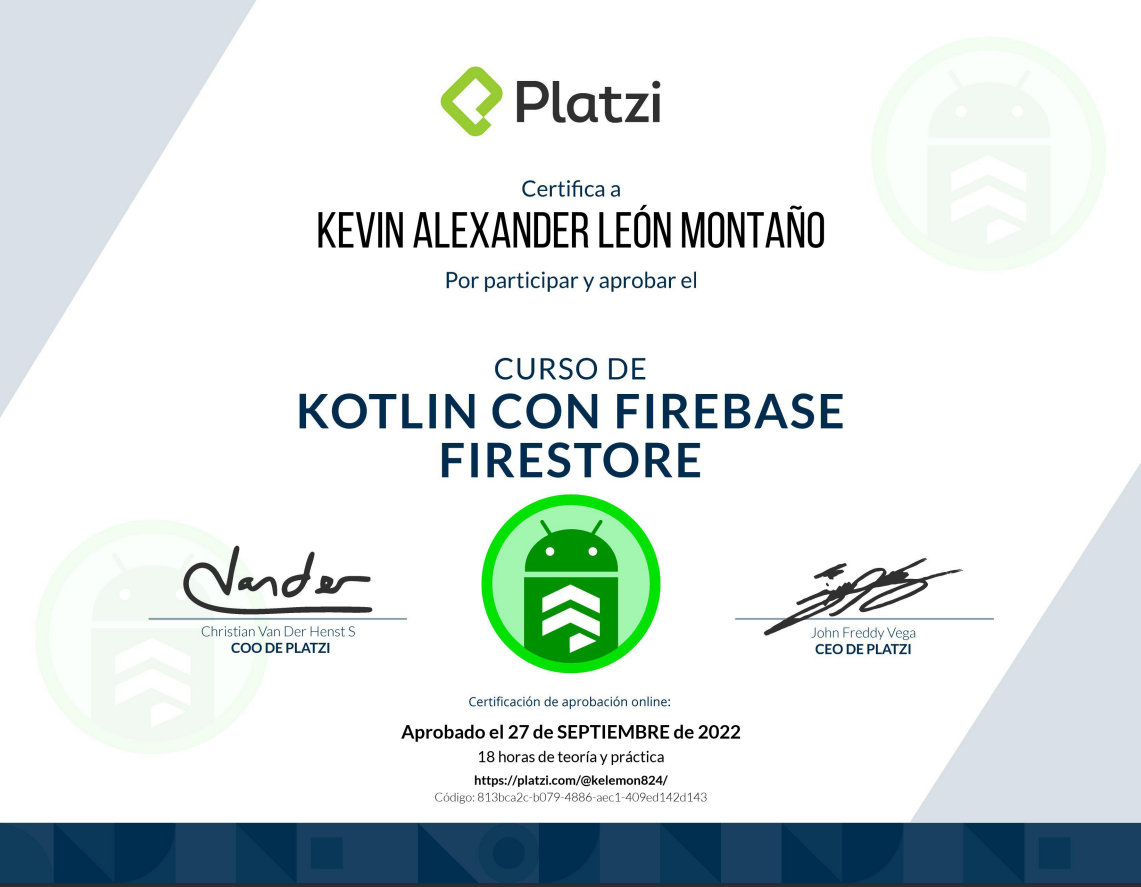 Platzi
Certifica a
KEVIN ALEXANDER LEÓN MONTAÑO
Por participar y aprobar el
CURSO DE
KOTLIN CON FIREBASE
FIRESTORE
Vander
Christian Van Der Henst S
COO DE PLATZI
John Freddy Vega
CEO DE PLATZI
Certificación de aprobación online:
Aprobado el 27 de SEPTIEMBRE de 2022
18 horas de teoría y práctica
https://platzi.com/@kelemon824/
Código: 813bca2c-b079-4886-aec1-409ed142d143